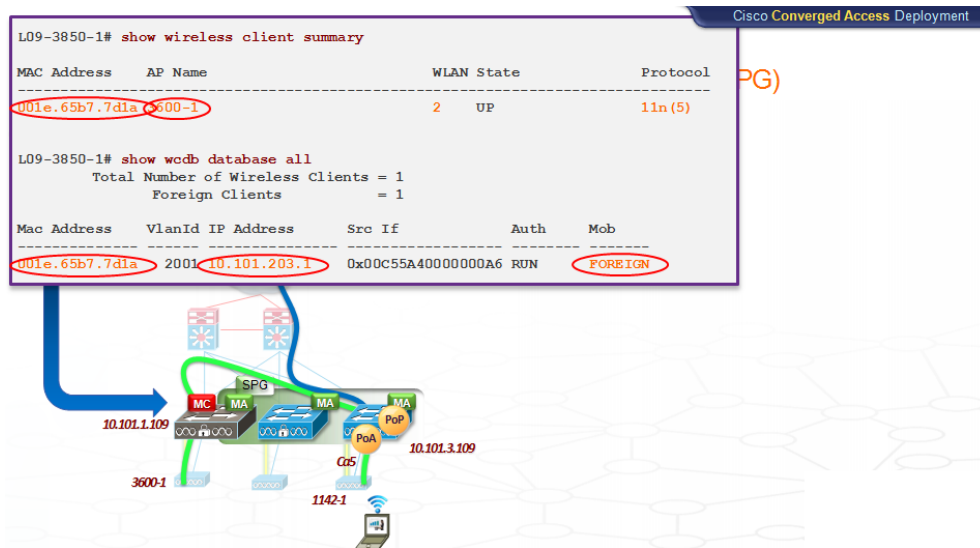 Cisco Converged Access Deployment
PG)
L09-3850-1# show wireless client summary
MAC Address AP Name WLAN State Protocol
001e.65b7.7d1a 3600-1 2 UP 11n(5)
L09-3850-1# show wcdb database all
Total Number of Wireless Clients = 1
Foreign Clients = 1
Mac Address VlanId IP Address Src If Auth Mob
001e.65b7.7d1a 2001 10.101.203.1 0x00C55A40000000A6 RUN FOREIGN
SPG
MC MA MA MA
PoP
10.101.1.109
PoA
10.101.3.109
Ca5
3600-1
1142-1